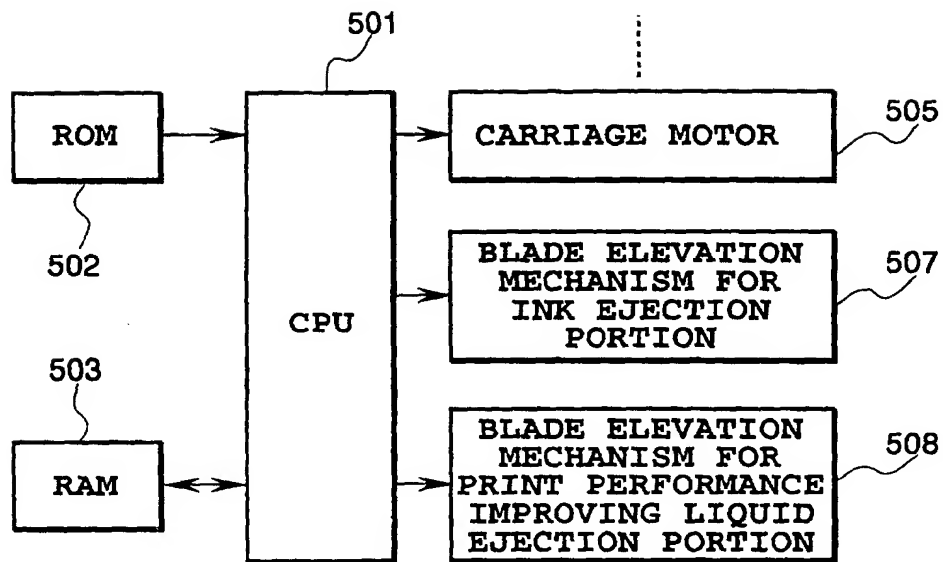 501
ROM
502
CPU
503
RAM
CARRIAGE MOTOR
505
BLADE ELEVATION
MECHANISM FOR
INK EJECTION
PORTION
507
BLADE ELEVATION
MECHANISM FOR
PRINT PERFORMANCE
IMPROVING LIQUID
EJECTION PORTION
508